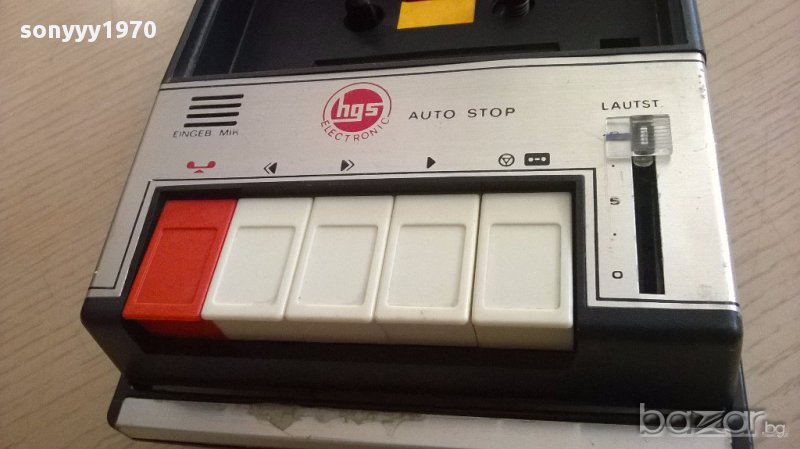 sonyyy1970
hgs
ELECTRONIC
AUTO STOP
LAUTST.
EINGEB MIK
5
0
bazar.bg